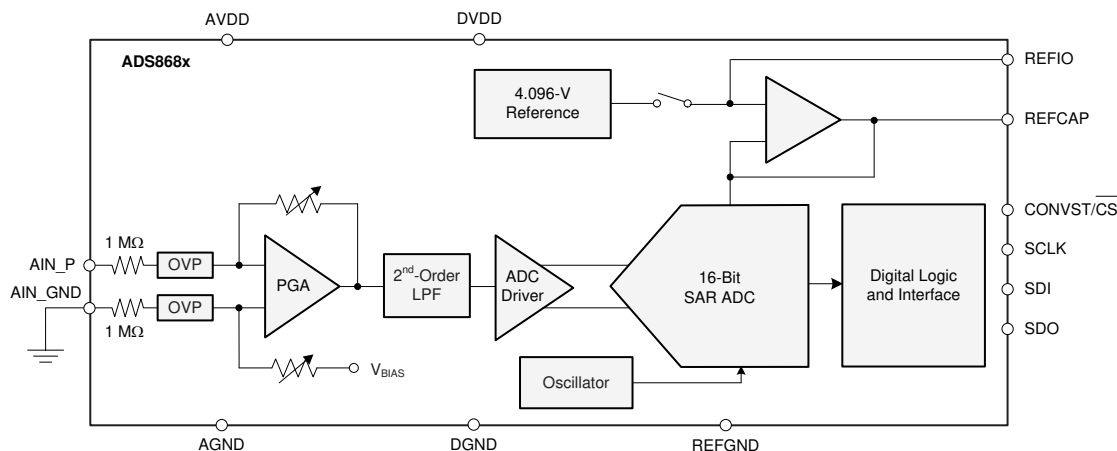 AVDD
DVDD
ADS868x
REFIO
4.096-V
Reference
REFCAP
CONVST/C̅S̅
1 MΩ
AIN_P
OVP
PGA
2nd-Order
LPF
ADC
Driver
16-Bit
SAR ADC
Digital Logic
and Interface
SCLK
AIN_GND
OVP
SDI
1 MΩ
SDO
VBIAS
Oscillator
AGND
DGND
REFGND